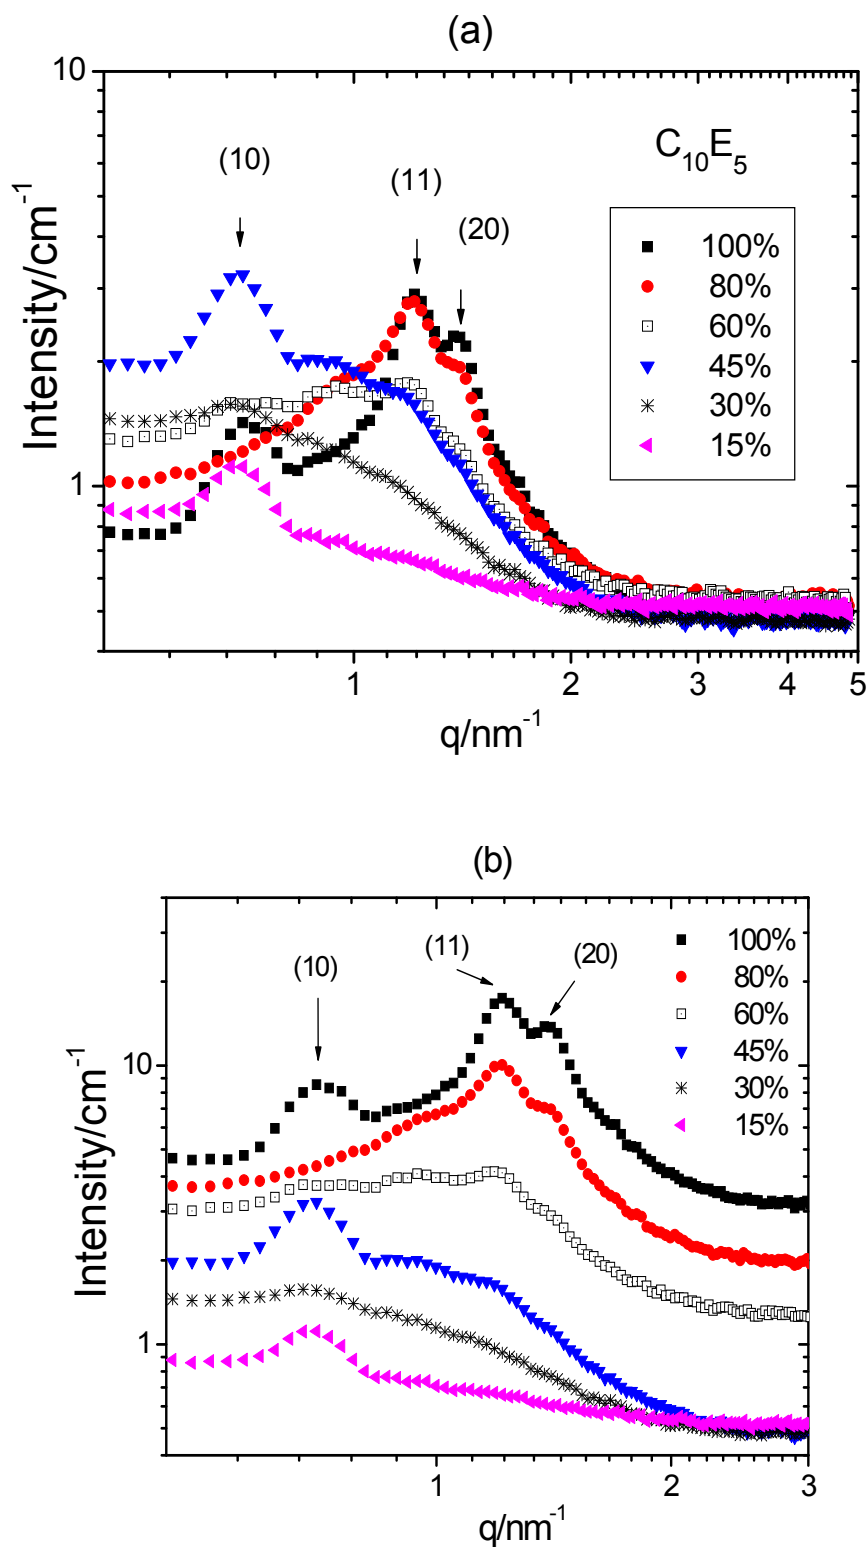 (a)
10
(10)
(11)
(20)
C₁₀E₅
100%
80%
60%
45%
30%
15%
1
Intensity/cm⁻¹
1 2 3 4 5
q/nm⁻¹
(b)
(10)
(11)
(20)
100%
80%
60%
45%
30%
15%
10
1
Intensity/cm⁻¹
1 2 3
q/nm⁻¹